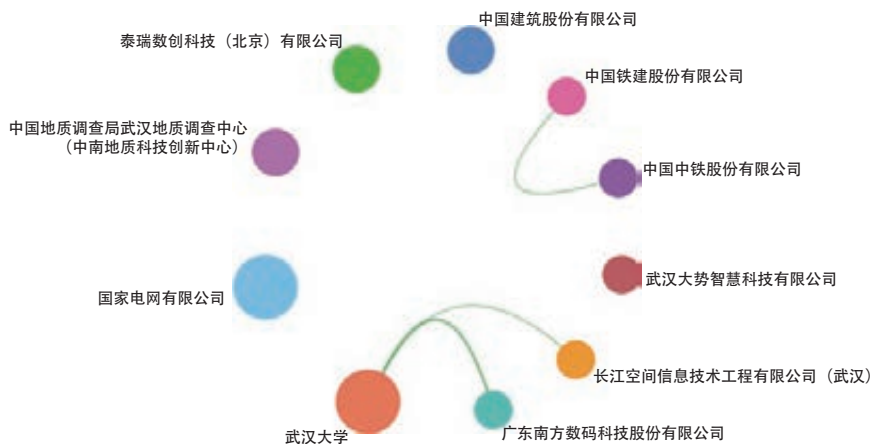 中国建筑股份有限公司
泰瑞数创科技（北京）有限公司
中国铁建股份有限公司
中国地质调查局武汉地质调查中心
（中南地质科技创新中心）
中国中铁股份有限公司
武汉大势智慧科技有限公司
国家电网有限公司
长江空间信息技术工程有限公司（武汉）
广东南方数码科技股份有限公司
武汉大学